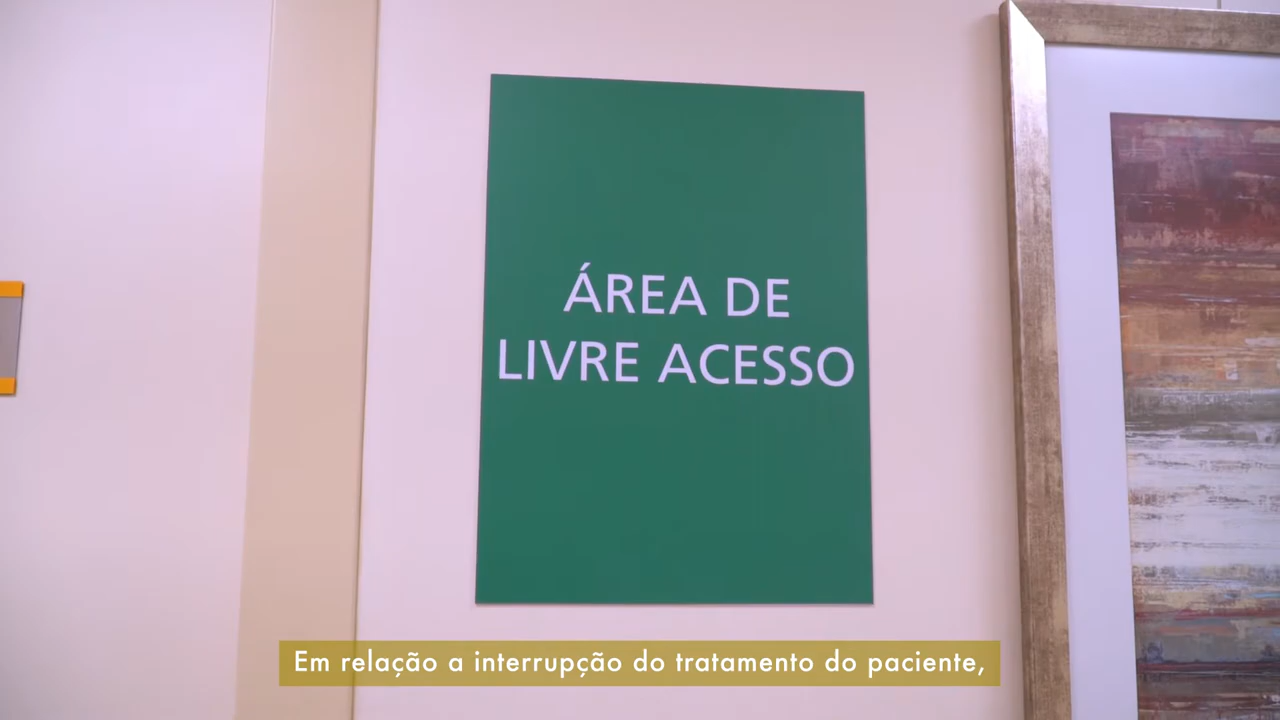 ÁREA DE
LIVRE ACESSO
Em relação a interrupção do tratamento do paciente,